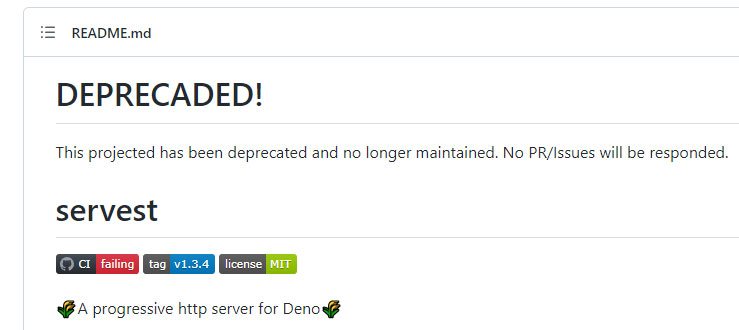 README.md
DEPRECADED!
This projected has been deprecated and no longer maintained. No PR/Issues will be responded.
servest
CI failing tag v1.3.4 license MIT
A progressive http server for Deno